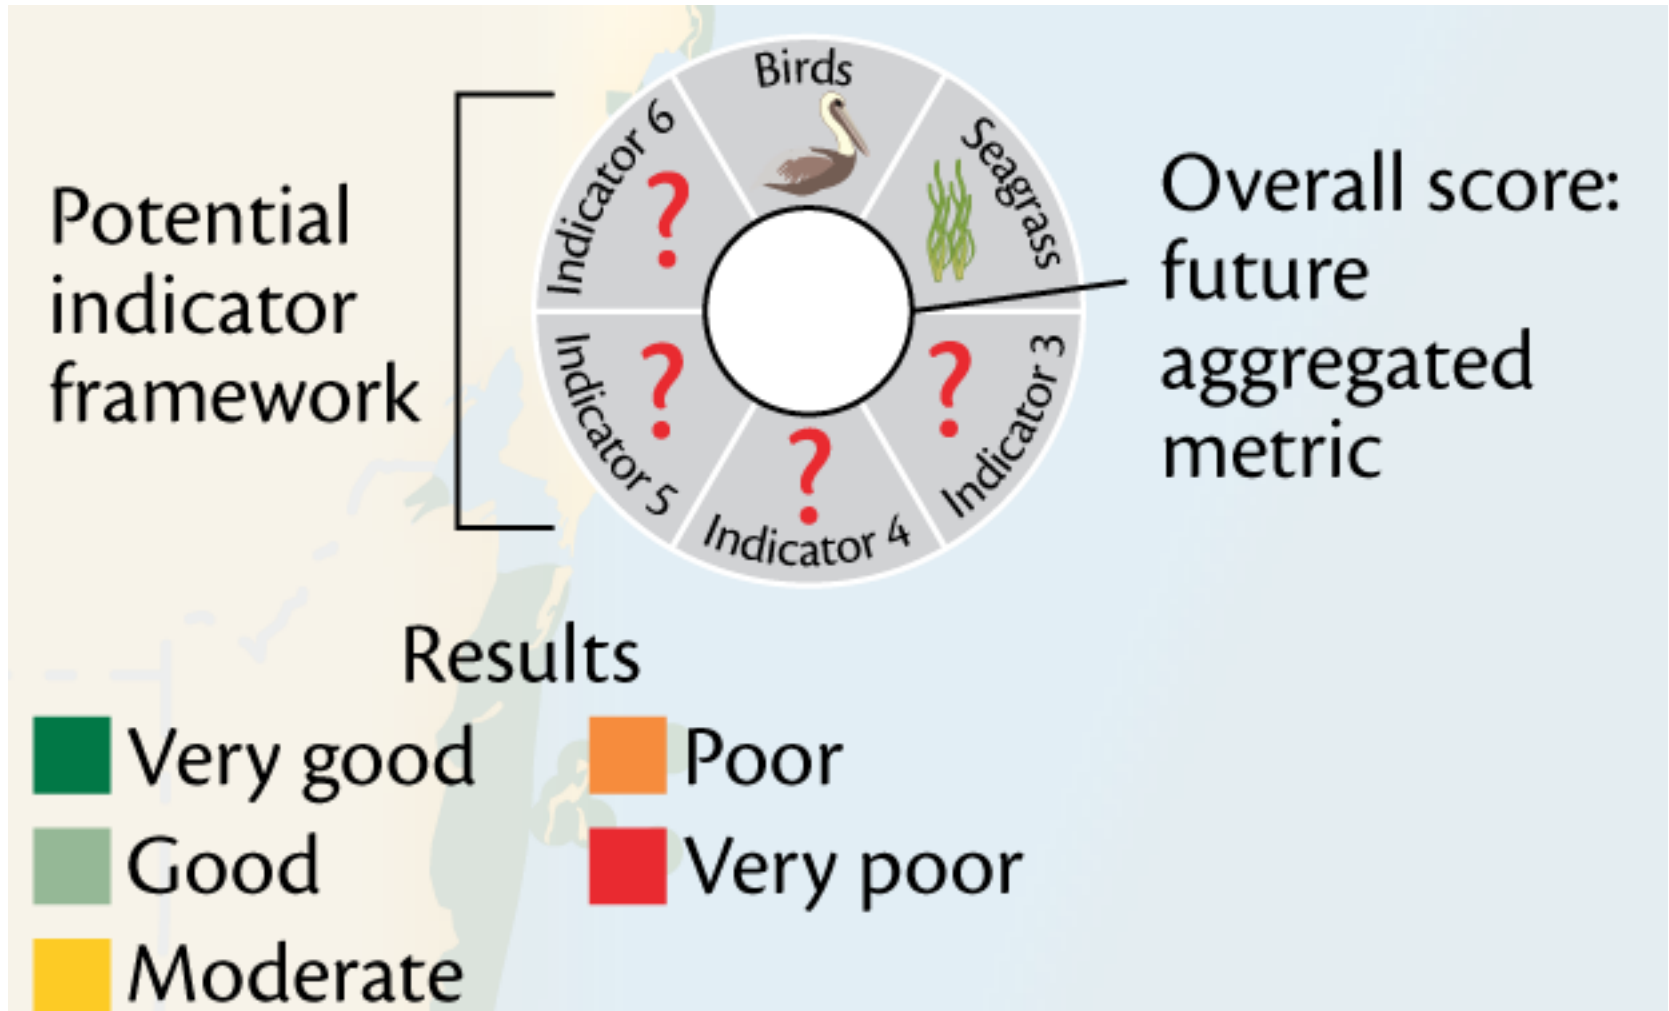 Birds
Seagrass
Indicator 3
Indicator 4
Indicator 5
Indicator 6
?
?
?
?
Potential
indicator
framework
Overall score:
future
aggregated
metric
Results
Very good
Good
Moderate
Poor
Very poor